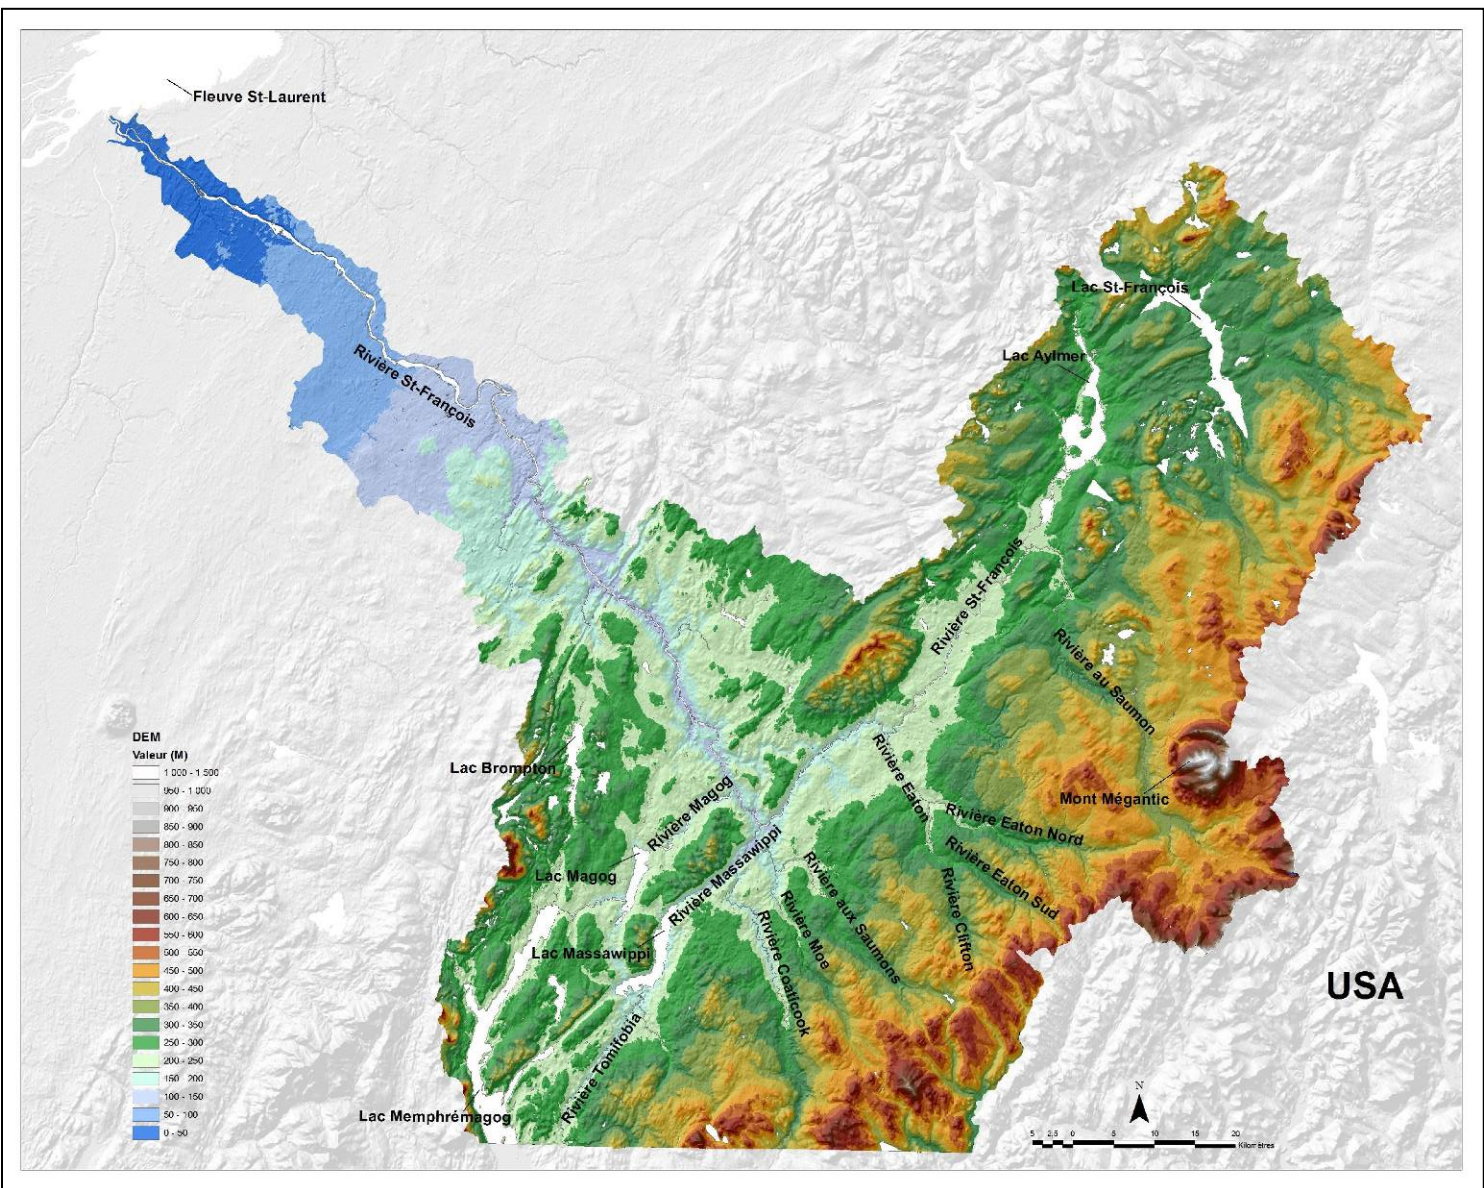 Fleuve St-Laurent
Lac St-François
Lac Aylmer
Rivière St-François
Rivière St-François
Rivière au Saumon
DEM
Valeur (M)
1 000 - 1 500
950 - 1 000
900 - 950
850 - 900
800 - 850
750 - 800
700 - 750
650 - 700
600 - 650
550 - 600
500 - 550
450 - 500
400 - 450
350 - 400
300 - 350
250 - 300
200 - 250
150 - 200
100 - 150
50 - 100
0 - 50
Lac Brompton
Rivière Magog
Rivière Eaton
Mont Mégantic
Rivière Eaton Nord
Rivière Eaton Sud
Lac Magog
Rivière Massawippi
Rivière aux Saumons
Rivière Moe
Rivière Clifton
Rivière Coaticook
Lac Massawippi
USA
Rivière Tomifobia
Lac Memphrémagog
N
5 2,5 0 5 10 15 20
Kilomètres